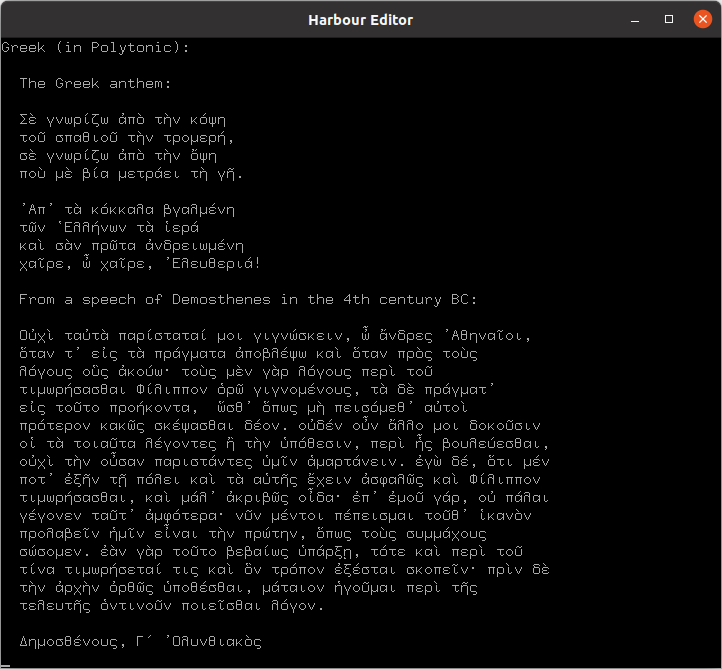 Harbour Editor
Greek (in Polytonic):
The Greek anthem:
Σὲ γνωρίζω ἀπὸ τὴν κόψη
τοῦ σπαθιοῦ τὴν τρομερή,
σὲ γνωρίζω ἀπὸ τὴν ὄψη
ποὺ μὲ βία μετράει τὴ γῆ.
᾿Απ᾿ τὰ κόκκαλα βγαλμένη
τῶν ῾Ελλήνων τὰ ἱερά
καὶ σὰν πρῶτα ἀνδρειωμένη
χαῖρε, ὦ χαῖρε, ᾿Ελευθεριά!
From a speech of Demosthenes in the 4th century BC:
Οὐχὶ ταὐτὰ παρίσταταί μοι γιγνώσκειν, ὦ ἄνδρες ᾿Αθηναῖοι,
ὅταν τ᾿ εἰς τὰ πράγματα ἀποβλέψω καὶ ὅταν πρὸς τοὺς
λόγους οὓς ἀκούω· τοὺς μὲν γὰρ λόγους περὶ τοῦ
τιμωρήσασθαι Φίλιππον ὁρῶ γιγνομένους, τὰ δὲ πράγματ᾿
εἰς τοῦτο προήκοντα,  ὥσθ᾿ ὅπως μὴ πεισόμεθ᾿ αὐτοὶ
πρότερον κακῶς σκέψασθαι δέον. οὐδέν οὖν ἄλλο μοι δοκοῦσιν
οἱ τὰ τοιαῦτα λέγοντες ἢ τὴν ὑπόθεσιν, περὶ ἧς βουλεύεσθαι,
οὐχὶ τὴν οὖσαν παριστάντες ὑμῖν ἁμαρτάνειν. ἐγὼ δέ, ὅτι μέν
ποτ᾿ ἐξῆν τῇ πόλει καὶ τὰ αὑτῆς ἔχειν ἀσφαλῶς καὶ Φίλιππον
τιμωρήσασθαι, καὶ μάλ᾿ ἀκριβῶς οἶδα· ἐπ᾿ ἐμοῦ γάρ, οὐ πάλαι
γέγονεν ταῦτ᾿ ἀμφότερα· νῦν μέντοι πέπεισμαι τοῦθ᾿ ἱκανὸν
προλαβεῖν ἡμῖν εἶναι τὴν πρώτην, ὅπως τοὺς συμμάχους
σώσομεν. ἐὰν γὰρ τοῦτο βεβαίως ὑπάρξῃ, τότε καὶ περὶ τοῦ
τίνα τιμωρήσεταί τις καὶ ὃν τρόπον ἐξέσται σκοπεῖν· πρὶν δὲ
τὴν ἀρχὴν ὀρθῶς ὑποθέσθαι, μάταιον ἡγοῦμαι περὶ τῆς
τελευτῆς ὁντινοῦν ποιεῖσθαι λόγον.
Δημοσθένους, Γ´ ᾿Ολυνθιακὸς